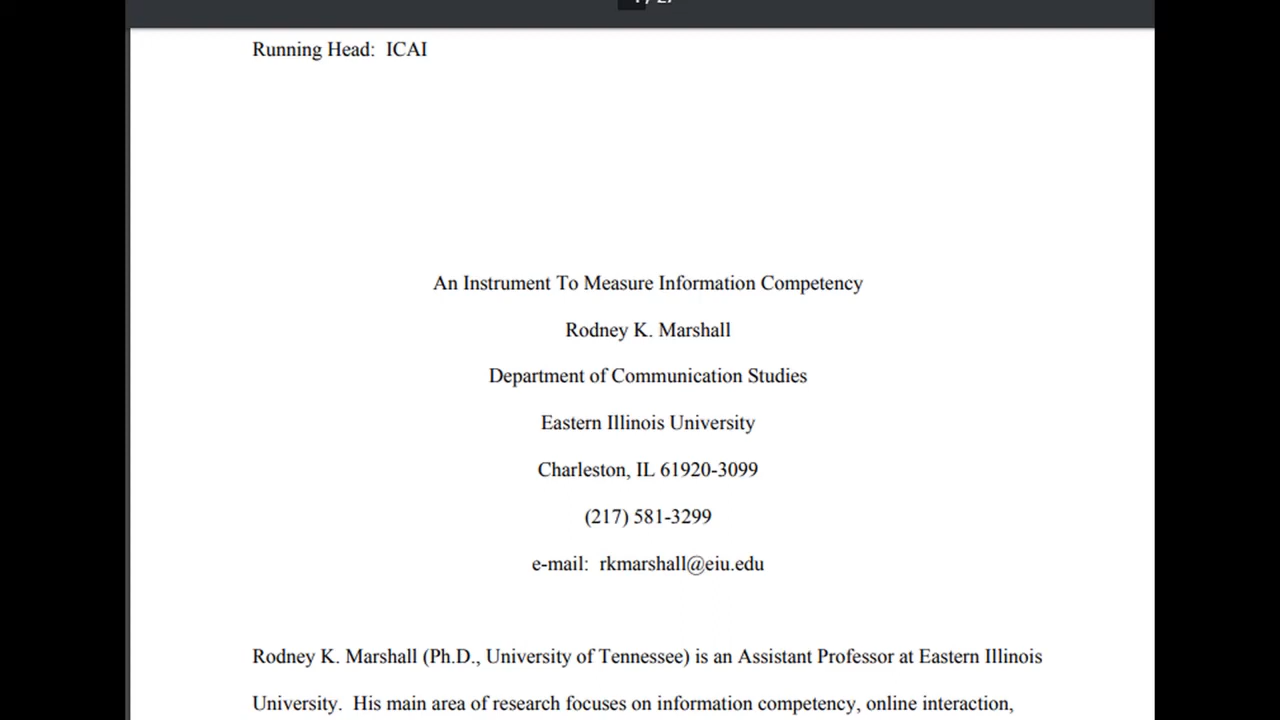 Running Head: ICAI
An Instrument To Measure Information Competency
Rodney K. Marshall
Department of Communication Studies
Eastern Illinois University
Charleston, IL 61920-3099
(217) 581-3299
e-mail: rkmarshall@eiu.edu
Rodney K. Marshall (Ph.D., University of Tennessee) is an Assistant Professor at Eastern Illinois
University. His main area of research focuses on information competency, online interaction,